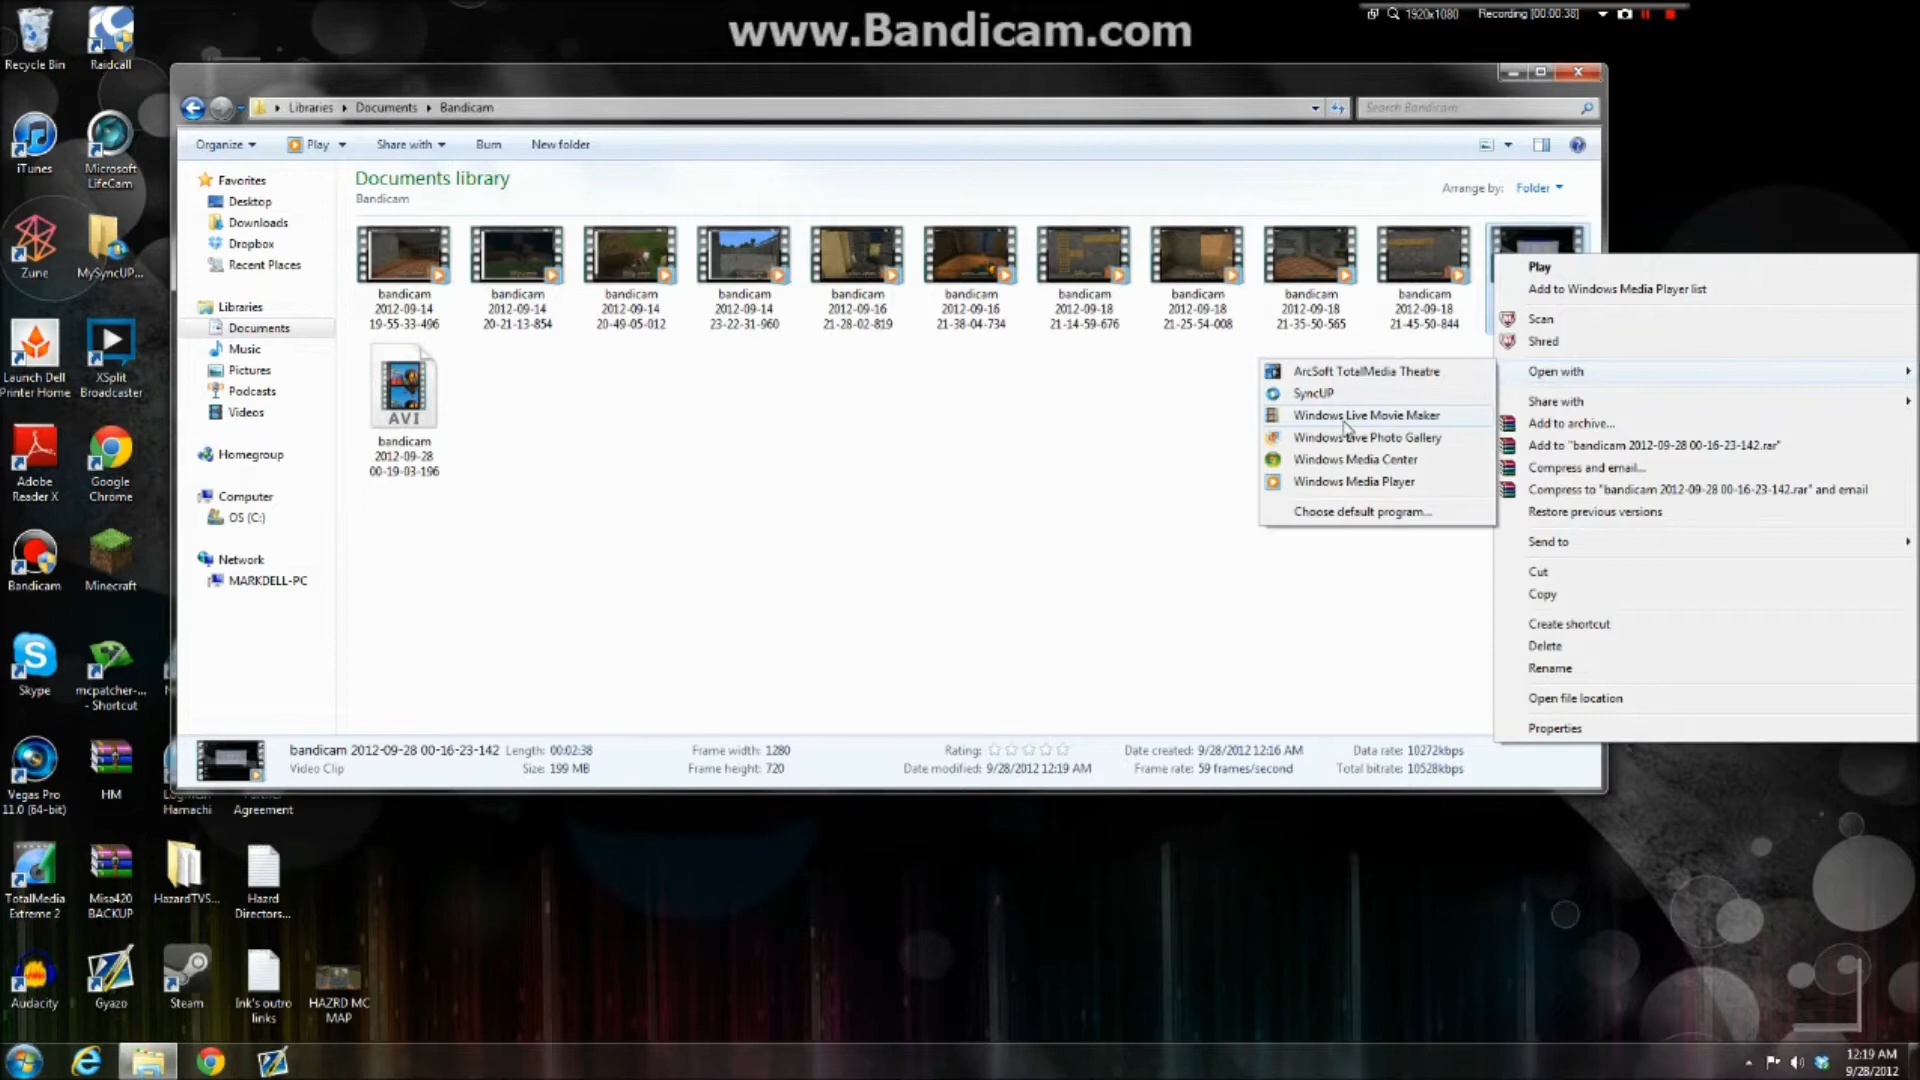 www.Bandicam.com
1920x1080
Recording [00:00:38]
Recycle Bin
Raidcall
iTunes
Microsoft
LifeCam
Zune
MySyncUP...
Launch Dell
Printer Home
XSplit
Broadcaster
Adobe
Reader X
Google
Chrome
Bandicam
Minecraft
Skype
mcpatcher-...
- Shortcut
Vegas Pro
11.0 (64-bit)
HM
Hamachi
Agreement
TotalMedia
Extreme 2
Misa420
BACKUP
HazardTVS...
Hazrd
Directors...
Audacity
Gyazo
Steam
Ink's outro
links
HAZRD MC
MAP
Libraries
Documents
Bandicam
Search Bandicam
Organize
Play
Share with
Burn
New folder
Favorites
Desktop
Downloads
Dropbox
Recent Places
Libraries
Documents
Music
Pictures
Podcasts
Videos
Homegroup
Computer
OS (C:)
Network
MARKDELL-PC
Documents library
Bandicam
Arrange by:
Folder
bandicam
2012-09-14
19-55-33-496
bandicam
2012-09-14
20-21-13-854
bandicam
2012-09-14
20-49-05-012
bandicam
2012-09-14
23-22-31-960
bandicam
2012-09-16
21-28-02-819
bandicam
2012-09-16
21-38-04-734
bandicam
2012-09-18
21-14-59-676
bandicam
2012-09-18
21-25-54-008
bandicam
2012-09-18
21-35-50-565
bandicam
2012-09-18
21-45-50-844
AVI
bandicam
2012-09-28
00-19-03-196
ArcSoft TotalMedia Theatre
SyncUP
Windows Live Movie Maker
Windows Live Photo Gallery
Windows Media Center
Windows Media Player
Choose default program...
Play
Add to Windows Media Player list
Scan
Shred
Open with
Share with
Add to archive...
Add to "bandicam 2012-09-28 00-16-23-142.rar"
Compress and email...
Compress to "bandicam 2012-09-28 00-16-23-142.rar" and email
Restore previous versions
Send to
Cut
Copy
Create shortcut
Delete
Rename
Open file location
Properties
bandicam 2012-09-28 00-16-23-142
Video Clip
Length: 00:02:38
Size: 199 MB
Frame width: 1280
Frame height: 720
Rating:
Date modified: 9/28/2012 12:19 AM
Date created: 9/28/2012 12:16 AM
Frame rate: 59 frames/second
Data rate: 10272kbps
Total bitrate: 10528kbps
12:19 AM
9/28/2012